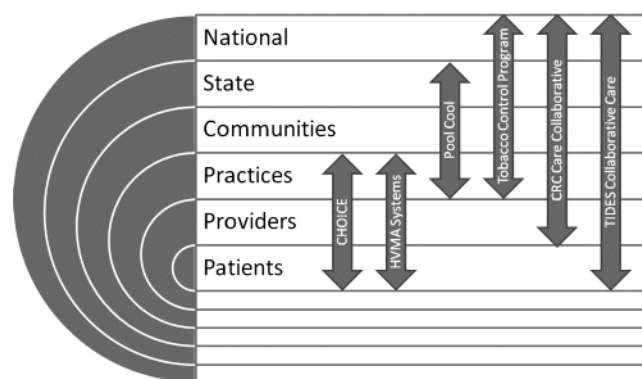 National
State
Communities
Practices
Providers
Patients
CHOICE
HVMA Systems
Pool Cool
Tobacco Control Program
CRC Care Collaborative
TIDES Collaborative Care